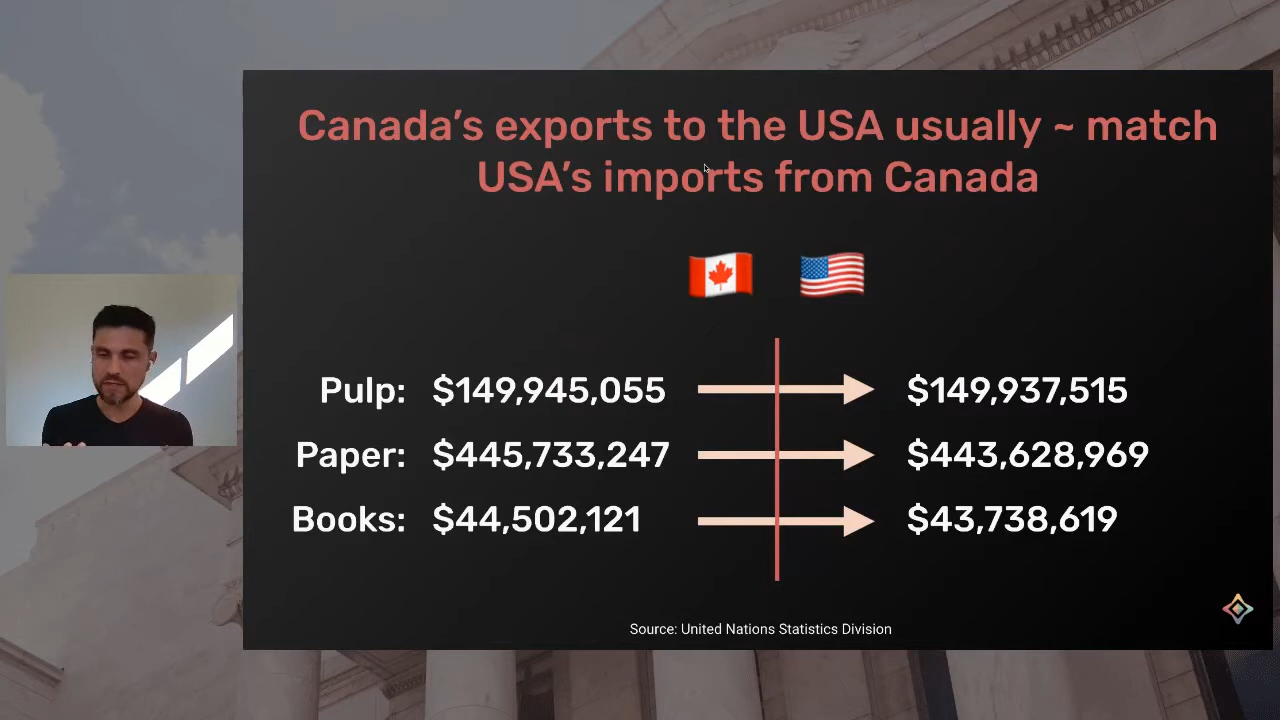 Canada's exports to the USA usually ~ match
USA's imports from Canada
Pulp: $149,945,055 $149,937,515
Paper: $445,733,247 $443,628,969
Books: $44,502,121 $43,738,619
Source: United Nations Statistics Division